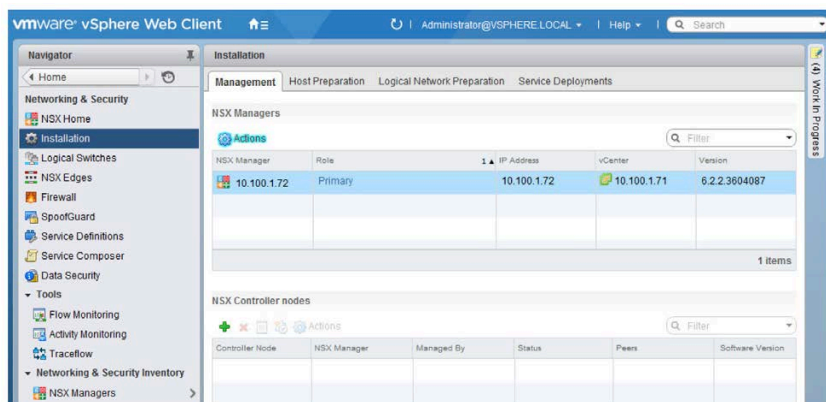 vmware® vSphere Web Client
Administrator@VSPHERE.LOCAL | Help | Search
Navigator
Home
Networking & Security
NSX Home
Installation
Logical Switches
NSX Edges
Firewall
SpoofGuard
Service Definitions
Service Composer
Data Security
Tools
Flow Monitoring
Activity Monitoring
Traceflow
Networking & Security Inventory
NSX Managers
Installation
Management Host Preparation Logical Network Preparation Service Deployments
NSX Managers
Actions Filter
NSX Manager Role 1 IP Address vCenter Version
10.100.1.72 Primary 10.100.1.72 10.100.1.71 6.2.2.3604087
1 items
NSX Controller nodes
Actions Filter
Controller Node NSX Manager Managed By Status Peers Software Version
(4) Work In Progress